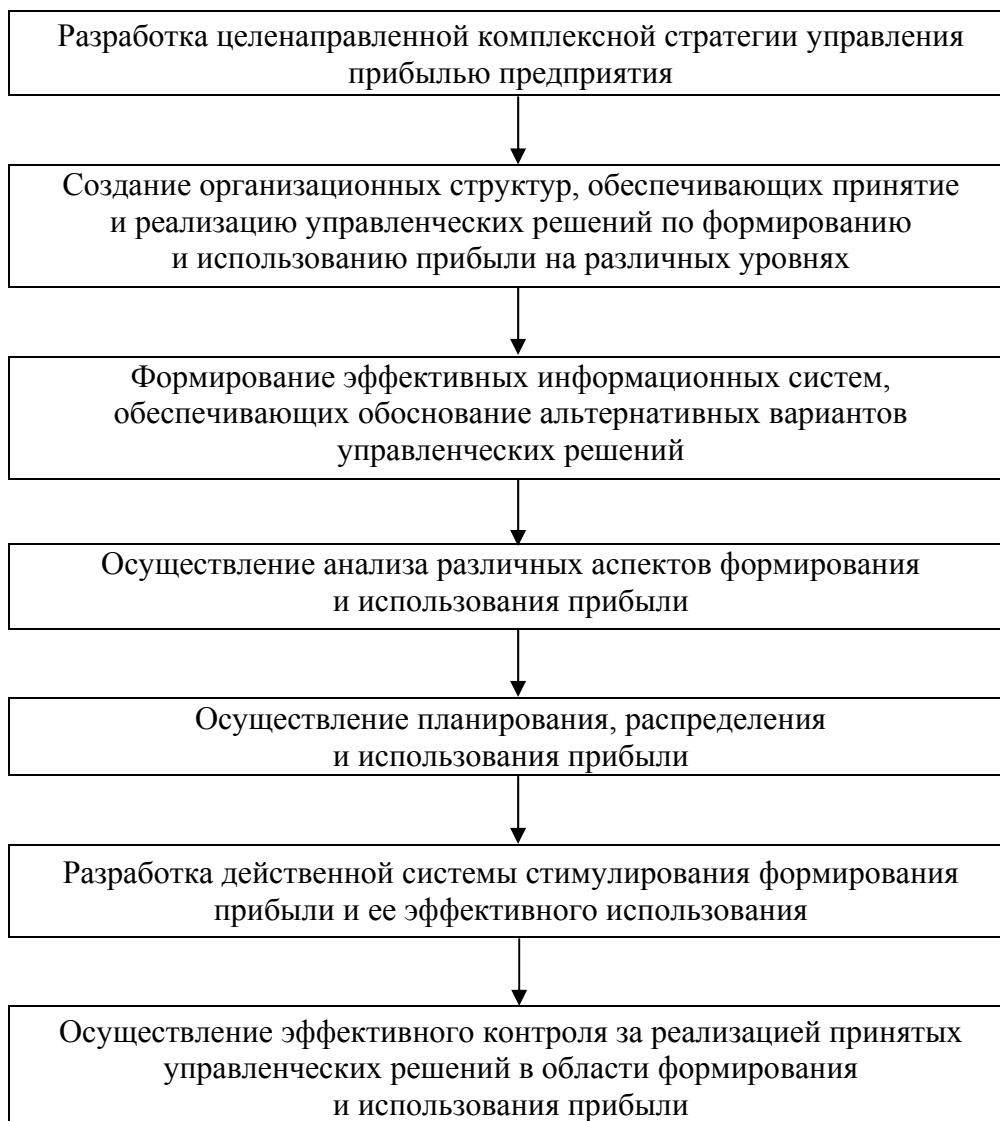 Разработка целенаправленной комплексной стратегии управления
прибылью предприятия
Создание организационных структур, обеспечивающих принятие
и реализацию управленческих решений по формированию
и использованию прибыли на различных уровнях
Формирование эффективных информационных систем,
обеспечивающих обоснование альтернативных вариантов
управленческих решений
Осуществление анализа различных аспектов формирования
и использования прибыли
Осуществление планирования, распределения
и использования прибыли
Разработка действенной системы стимулирования формирования
прибыли и ее эффективного использования
Осуществление эффективного контроля за реализацией принятых
управленческих решений в области формирования
и использования прибыли